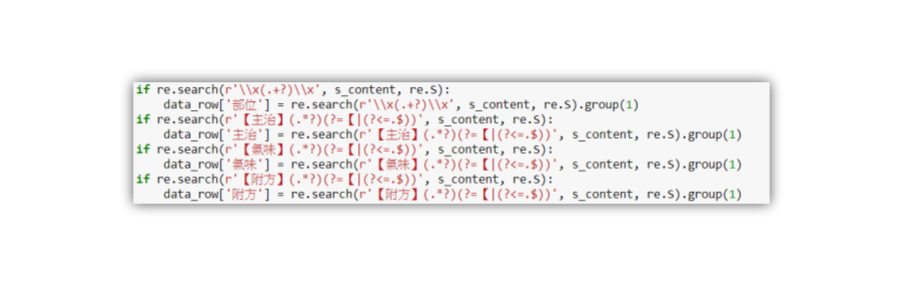 if re.search(r'\\x(.+?)\\x', s_content, re.S):
data_row['部位'] = re.search(r'\\x(.+?)\\x', s_content, re.S).group(1)
if re.search(r'【主治】(.*?)(?=【|(?<=.$))', s_content, re.S):
data_row['主治'] = re.search(r'【主治】(.*?)(?=【|(?<=.$))', s_content, re.S).group(1)
if re.search(r'【氣味】(.*?)(?=【|(?<=.$))', s_content, re.S):
data_row['氣味'] = re.search(r'【氣味】(.*?)(?=【|(?<=.$))', s_content, re.S).group(1)
if re.search(r'【附方】(.*?)(?=【|(?<=.$))', s_content, re.S):
data_row['附方'] = re.search(r'【附方】(.*?)(?=【|(?<=.$))', s_content, re.S).group(1)